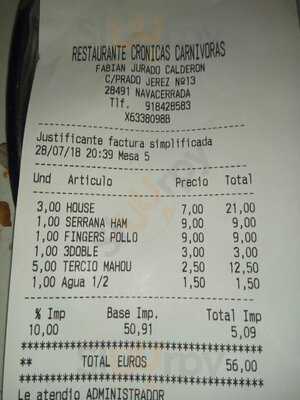 RESTAURANTE CRONICAS CARNIVORAS
FABIAN JURADO CALDERON
C/PRADO JEREZ Nº13
28491 NAVACERRADA
Tlf. 918428583
X6338098B
Justificante factura simplificada
28/07/18 20:39 Mesa 5
Und Artículo Precio Total
3,00 HOUSE 7,00 21,00
1,00 SERRANA HAM 9,00 9,00
1,00 FINGERS POLLO 9,00 9,00
1,00 3DOBLE 3,00 3,00
5,00 TERCIO MAHOU 2,50 12,50
1,00 Agua 1/2 1,50 1,50
% Imp Base Imp. Total Imp
10,00 50,91 5,09
****************************************
** TOTAL EUROS 56,00
****************************************
Le atendio ADMINISTRADOR